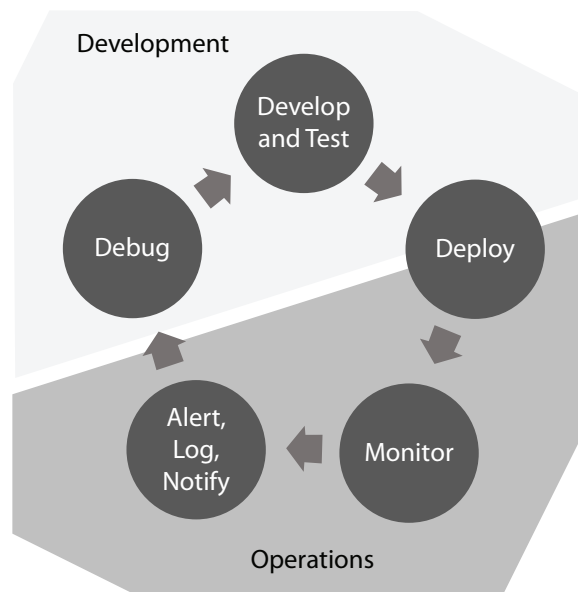 Development
Develop
and Test
Debug
Deploy
Alert,
Log,
Notify
Monitor
Operations